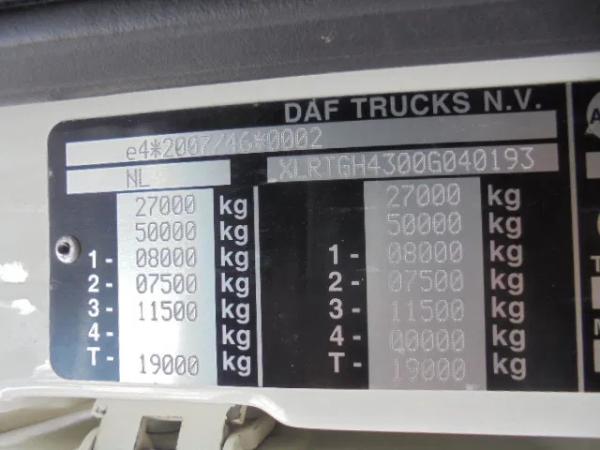 DAF TRUCKS N.V.
e4*2007/46*0002
NL XLRTGH4300G040193
27000 kg 27000 kg
50000 kg 50000 kg
1- 08000 kg 1- 08000 kg
2- 07500 kg 2- 07500 kg
3- 11500 kg 3- 11500 kg
4- kg 4- 00000 kg
T- 19000 kg T- 19000 kg